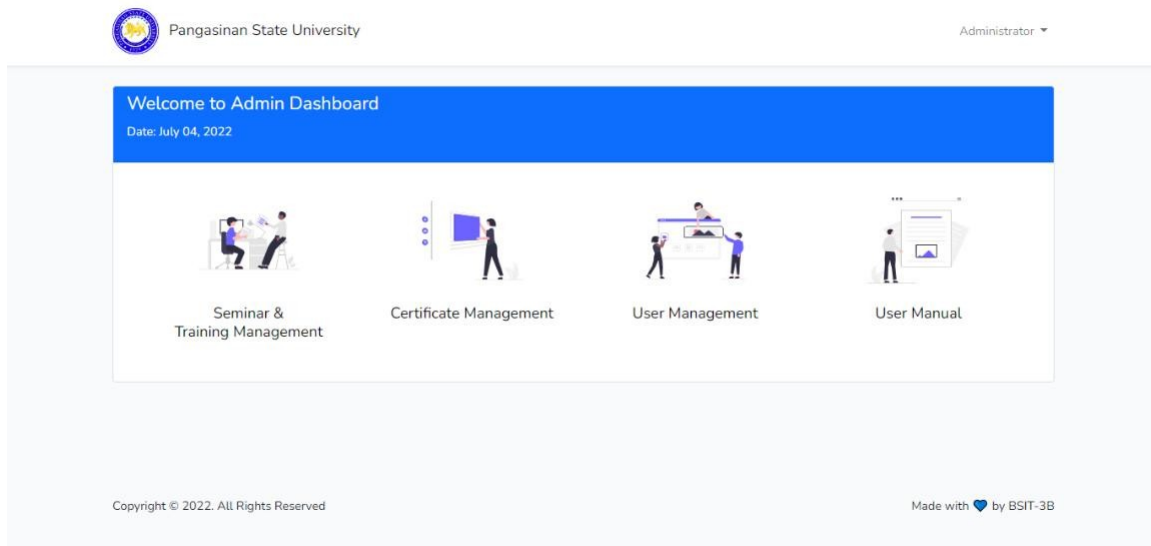 Pangasinan State University
Administrator
Welcome to Admin Dashboard
Date: July 04, 2022
Seminar &
Training Management
Certificate Management
User Management
User Manual
Copyright © 2022. All Rights Reserved
Made with 💙 by BSIT-3B